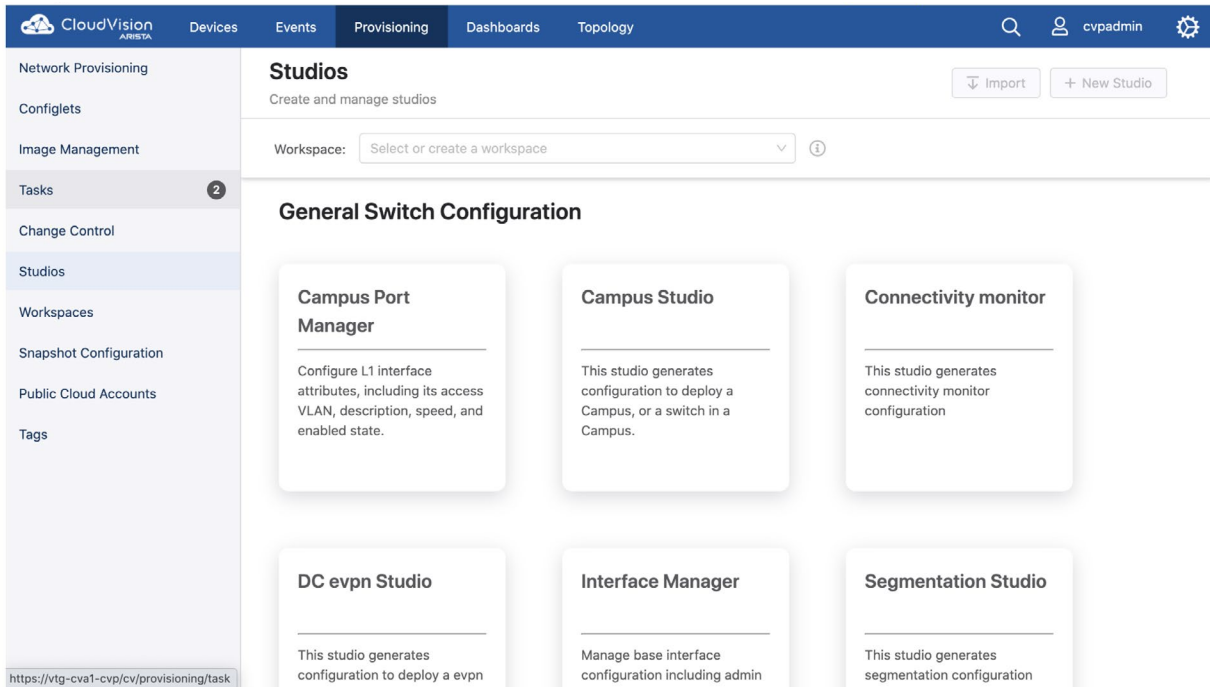 CloudVision
ARISTA
Devices
Events
Provisioning
Dashboards
Topology
cvpadmin
Network Provisioning
Configlets
Image Management
Tasks
2
Change Control
Studios
Workspaces
Snapshot Configuration
Public Cloud Accounts
Tags
Studios
Create and manage studios
Import
+ New Studio
Workspace:
Select or create a workspace
General Switch Configuration
Campus Port
Manager
Configure L1 interface
attributes, including its access
VLAN, description, speed, and
enabled state.
Campus Studio
This studio generates
configuration to deploy a
Campus, or a switch in a
Campus.
Connectivity monitor
This studio generates
connectivity monitor
configuration
DC evpn Studio
This studio generates
configuration to deploy a evpn
Interface Manager
Manage base interface
configuration including admin
Segmentation Studio
This studio generates
segmentation configuration
https://vtg-cva1-cvp/cv/provisioning/task